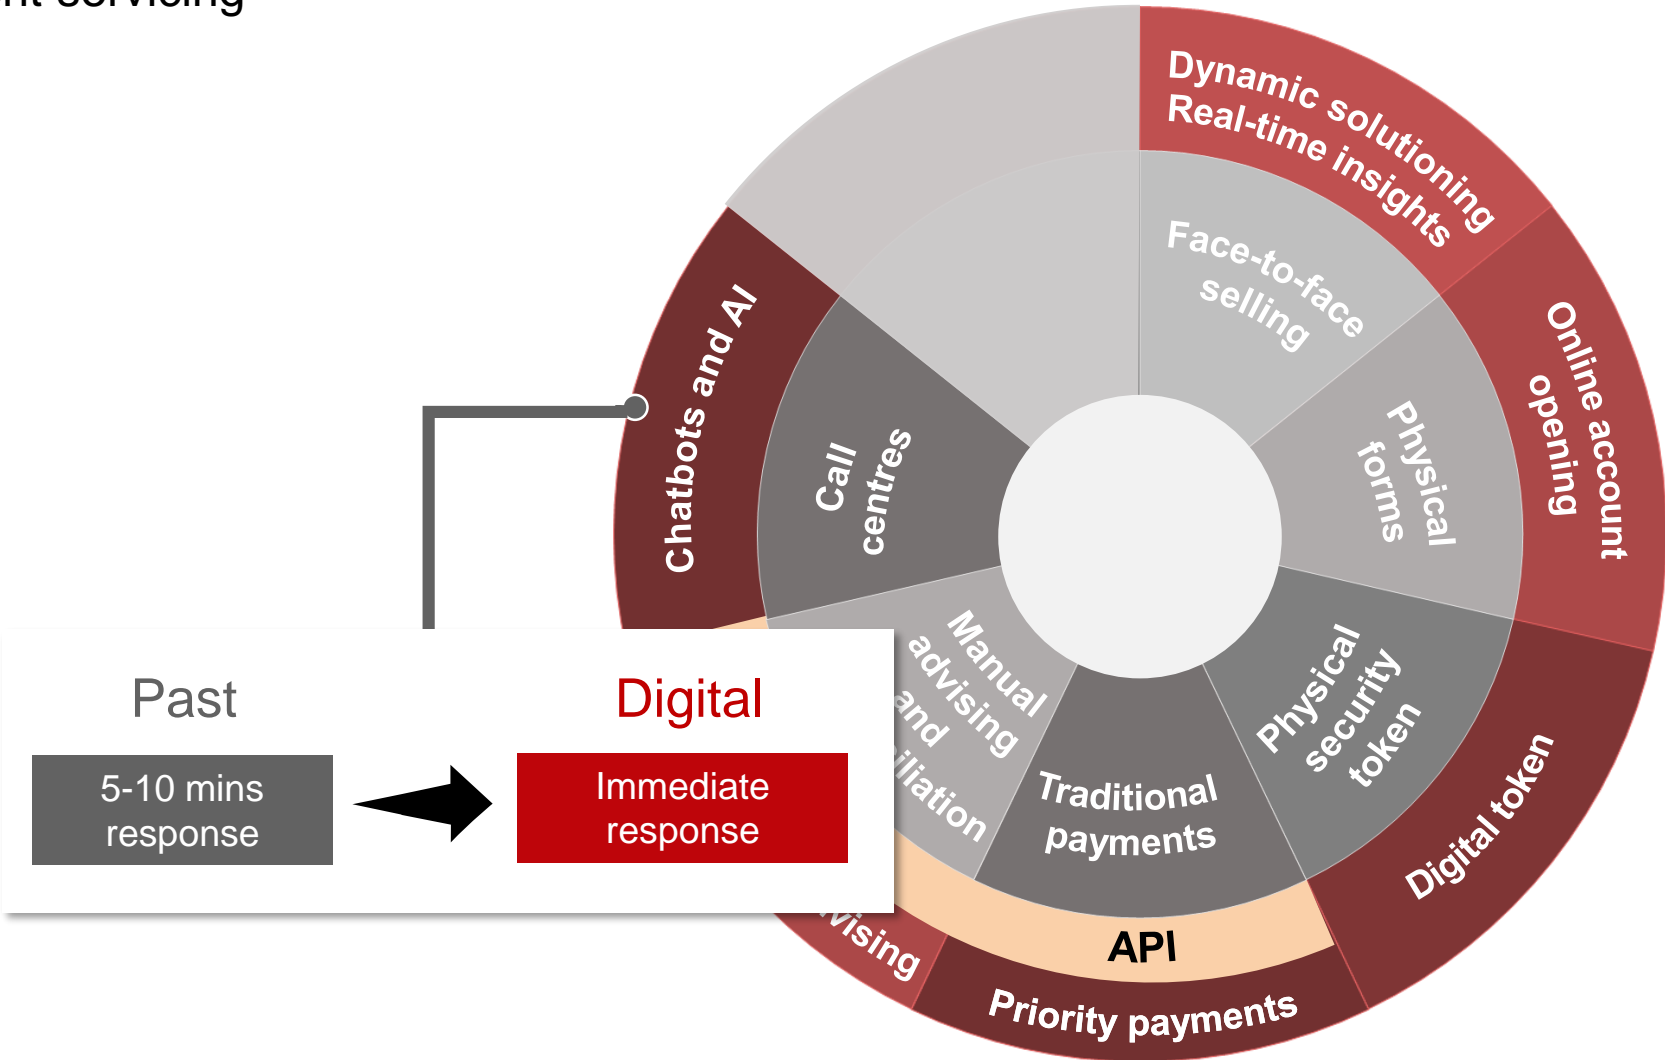 servicing
Dynamic solutioning
Real-time insights
Face-to-face
selling
Online account
opening
Physical
forms
Chatbots and AI
Call
centres
Manual
advising
and
Physical
security
token
Digital token
Traditional
payments
API
Priority payments
Past
Digital
5-10 mins
response
Immediate
response